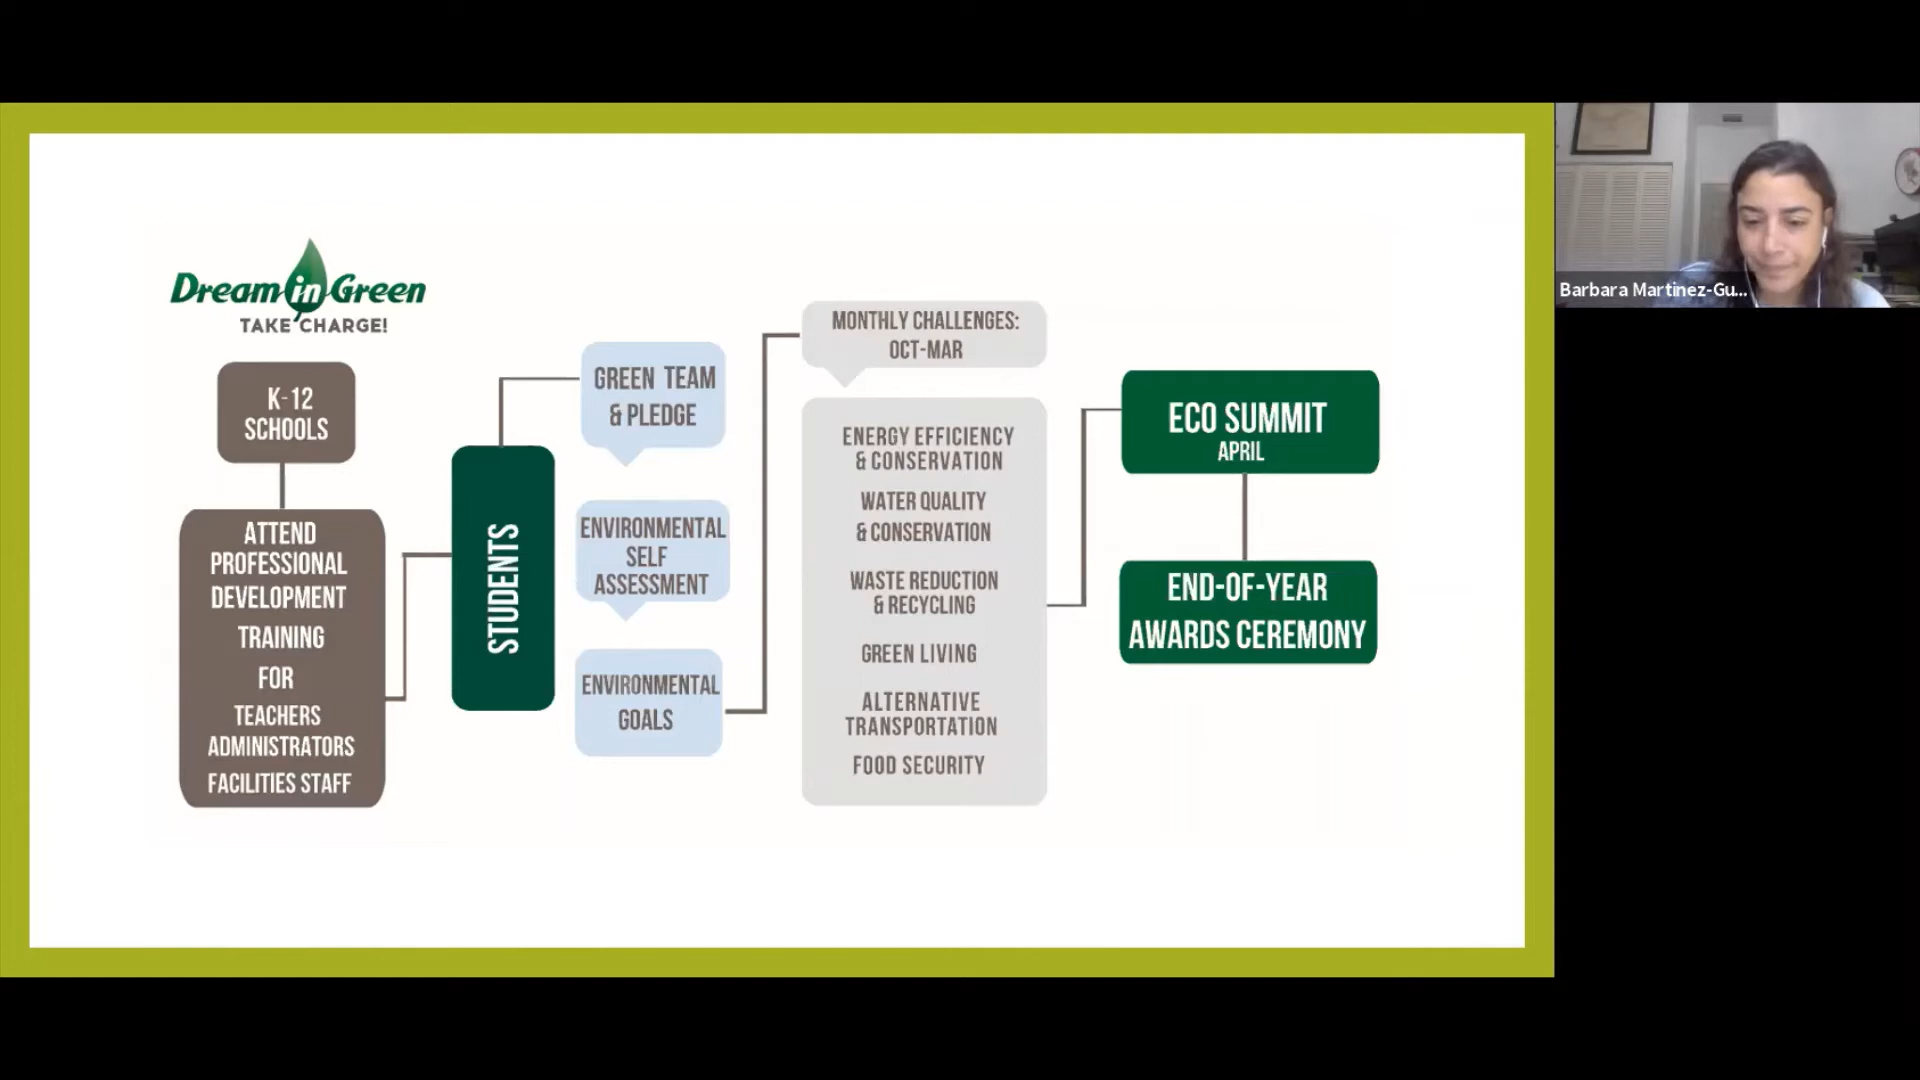 Dream in Green
TAKE CHARGE!
K-12
SCHOOLS
ATTEND
PROFESSIONAL
DEVELOPMENT
TRAINING
FOR
TEACHERS
ADMINISTRATORS
FACILITIES STAFF
STUDENTS
GREEN TEAM
& PLEDGE
ENVIRONMENTAL
SELF
ASSESSMENT
ENVIRONMENTAL
GOALS
MONTHLY CHALLENGES:
OCT-MAR
ENERGY EFFICIENCY
& CONSERVATION
WATER QUALITY
& CONSERVATION
WASTE REDUCTION
& RECYCLING
GREEN LIVING
ALTERNATIVE
TRANSPORTATION
FOOD SECURITY
ECO SUMMIT
APRIL
END-OF-YEAR
AWARDS CEREMONY
Barbara Martinez-Gu...